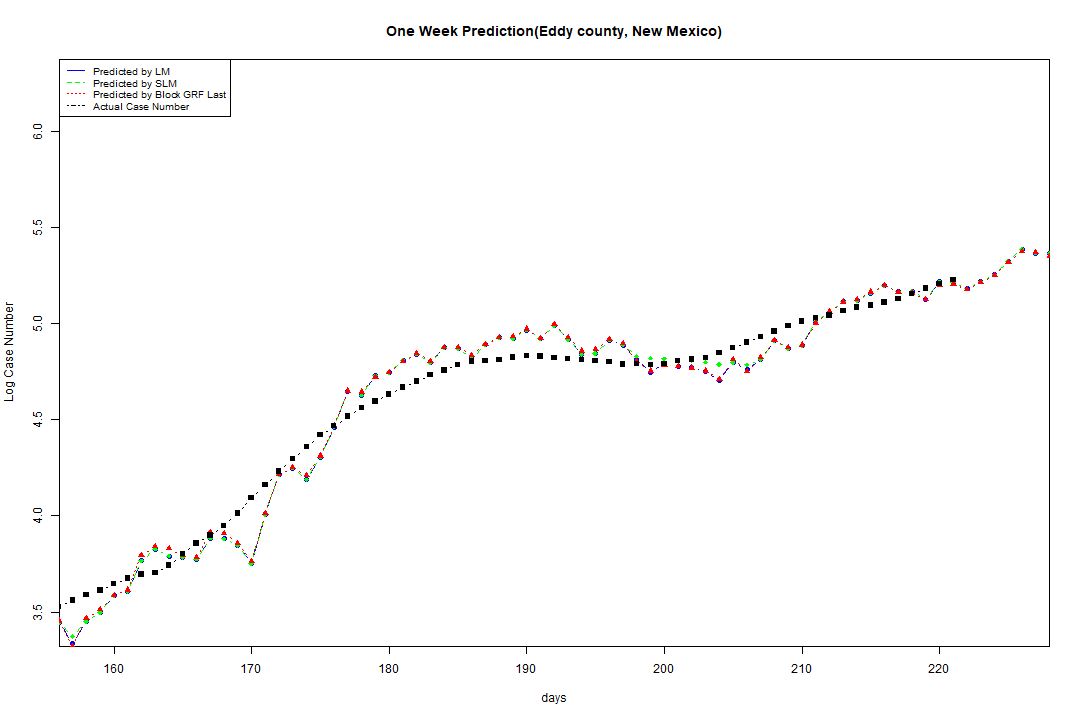 One Week Prediction(Eddy county, New Mexico)
Predicted by LM
Predicted by SLM
Predicted by Block GRF Last
Actual Case Number
6.0
5.5
5.0
4.5
4.0
3.5
Log Case Number
160 170 180 190 200 210 220
days